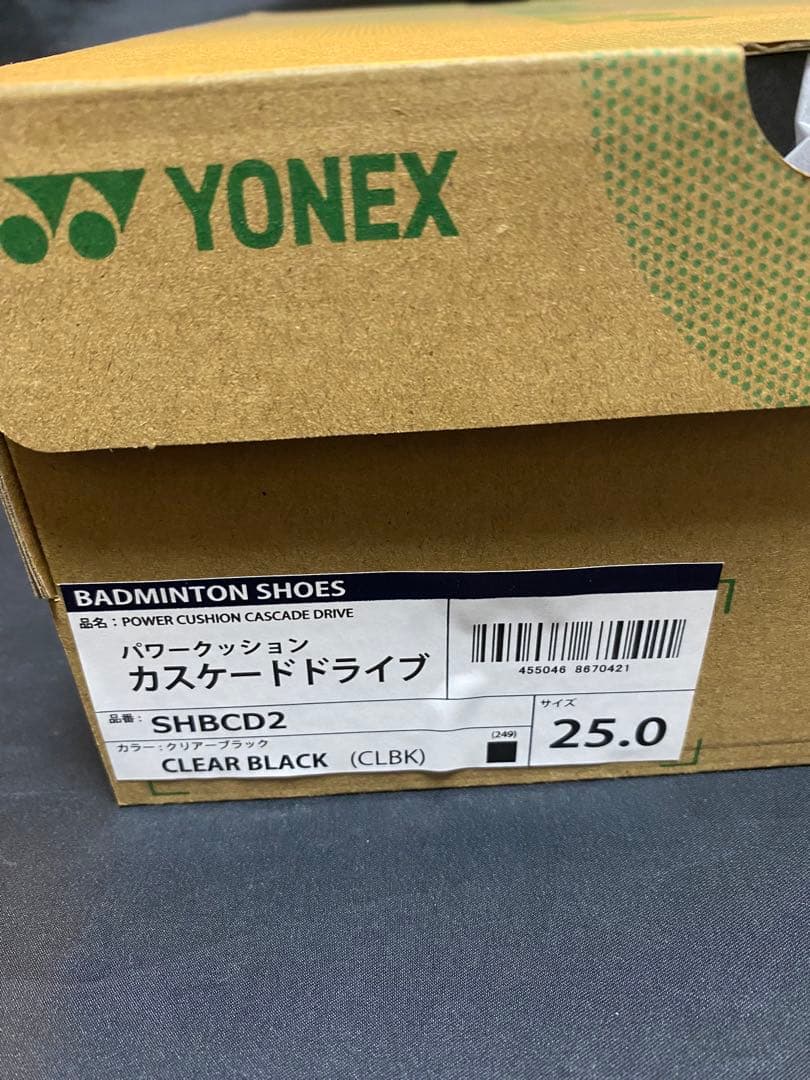 YONEX
BADMINTON SHOES
品名：POWER CUSHION CASCADE DRIVE
パワークッション
カスケードドライブ
455046 8670421
品番： SHBCD2
カラー：クリアーブラック
CLEAR BLACK (CLBK)
(249)
サイズ
25.0